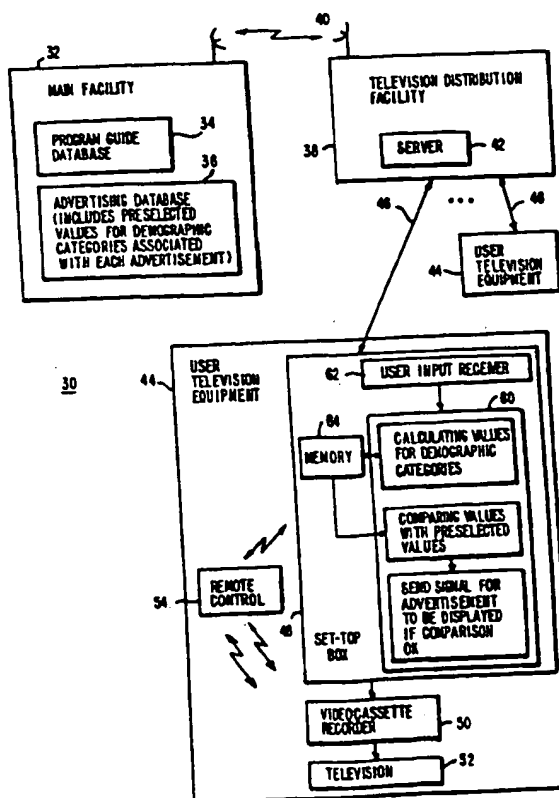 32
40
MAIN FACILITY
34
PROGRAM GUIDE
DATABASE
36
ADVERTISING DATABASE
(INCLUDES PRESELECTED
VALUES FOR DEMOGRAPHIC
CATEGORIES ASSOCIATED
WITH EACH ADVERTISEMENT)
TELEVISION DISTRIBUTION
FACILITY
38
SERVER
42
46
46
44
USER
TELEVISION
EQUIPMENT
30
44
USER
TELEVISION
EQUIPMENT
62
USER INPUT RECEIVER
60
64
MEMORY
CALCULATING VALUES
FOR DEMOGRAPHIC
CATEGORIES
COMPARING VALUES
WITH PRESELECTED
VALUES
SEND SIGNAL FOR
ADVERTISEMENT
TO BE DISPLAYED
IF COMPARISON
OK
REMOTE
CONTROL
54
48
SET-TOP
BOX
VIDEOCASSETTE
RECORDER
50
TELEVISION
52